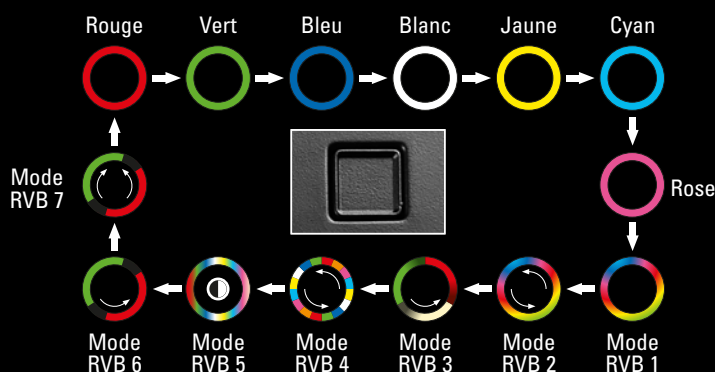 Rouge
Vert
Bleu
Blanc
Jaune
Cyan
Mode
RVB 7
Rose
Mode
RVB 6
Mode
RVB 5
Mode
RVB 4
Mode
RVB 3
Mode
RVB 2
Mode
RVB 1